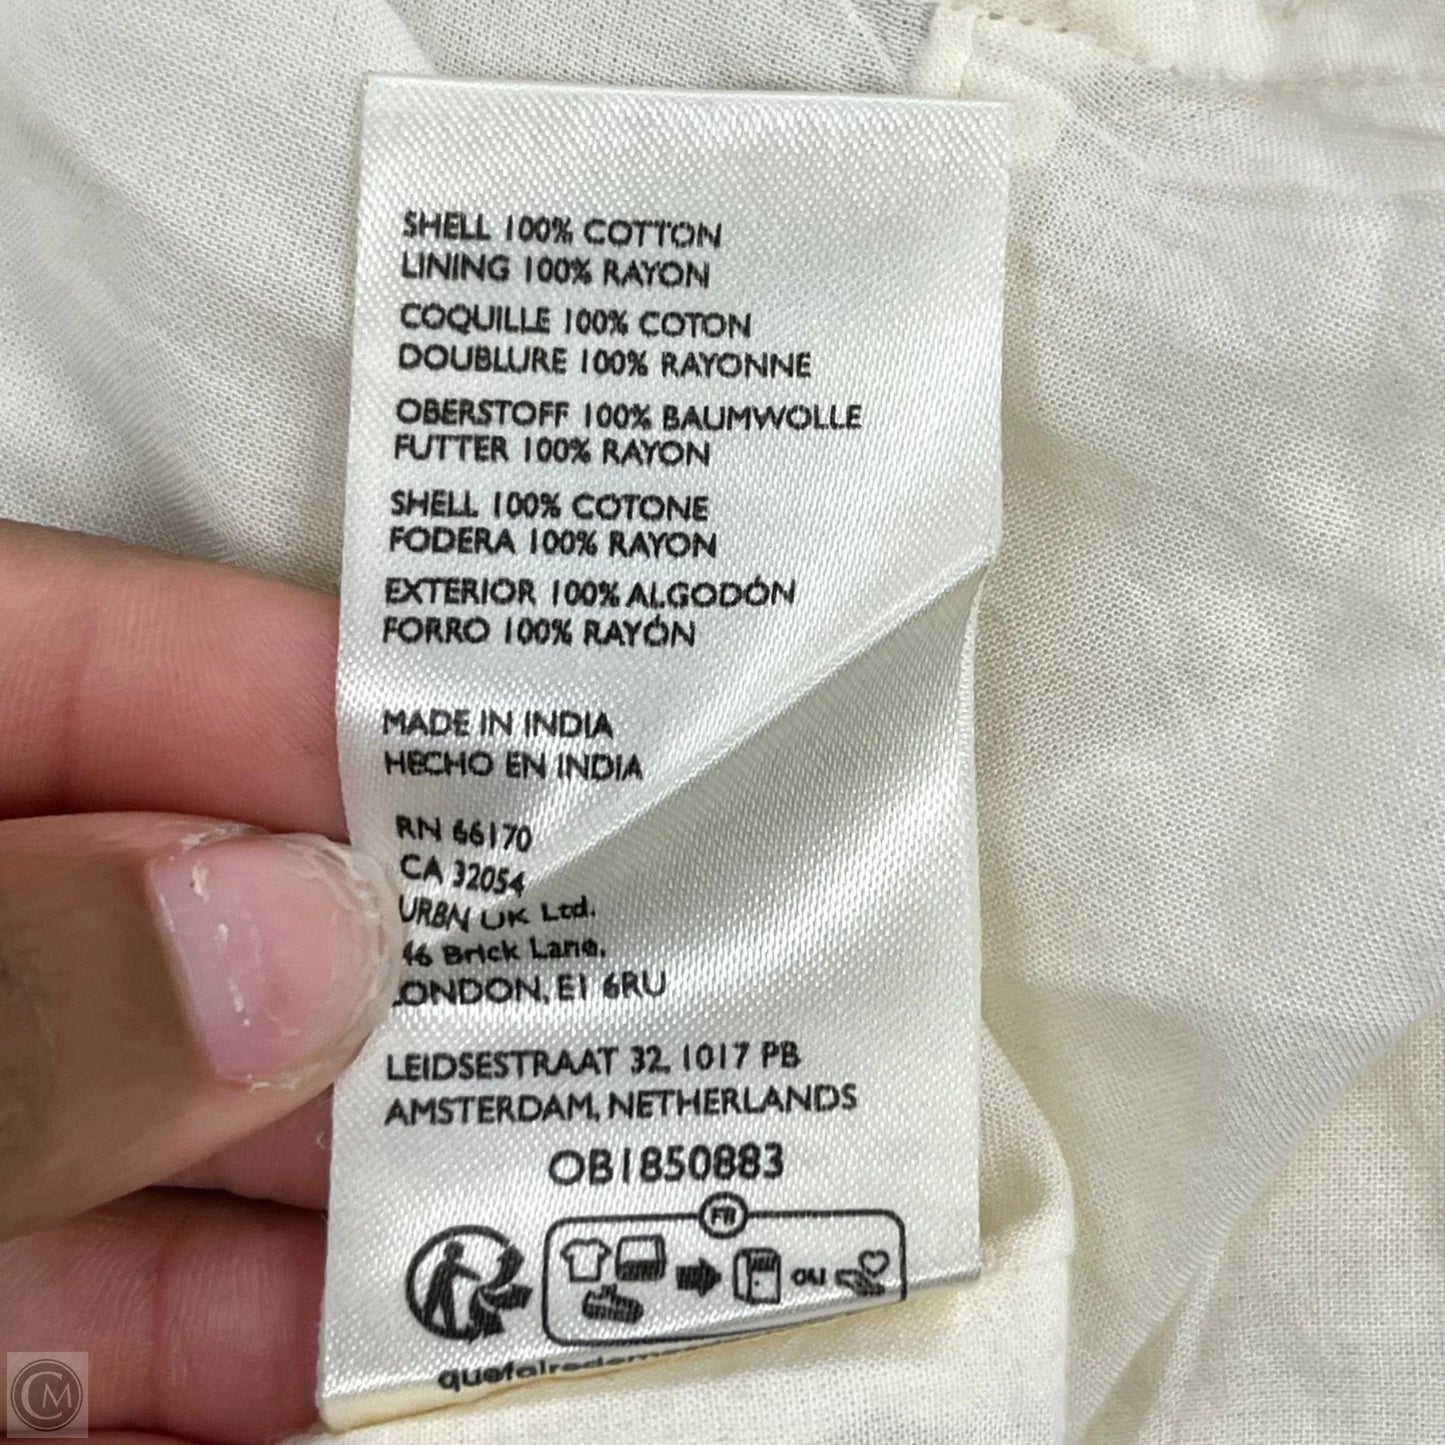 SHELL 100% COTTON
LINING 100% RAYON
COQUILLE 100% COTON
DOUBLURE 100% RAYONNE
OBERSTOFF 100% BAUMWOLLE
FUTTER 100% RAYON
SHELL 100% COTONE
FODERA 100% RAYON
EXTERIOR 100% ALGODÓN
FORRO 100% RAYÓN
MADE IN INDIA
HECHO EN INDIA
RN 66170
CA 32054
URBN UK Ltd.
46 Brick Lane,
LONDON, E1 6RU
LEIDSESTRAAT 32, 1017 PB
AMSTERDAM, NETHERLANDS
OB1850883
FR
OU
CM